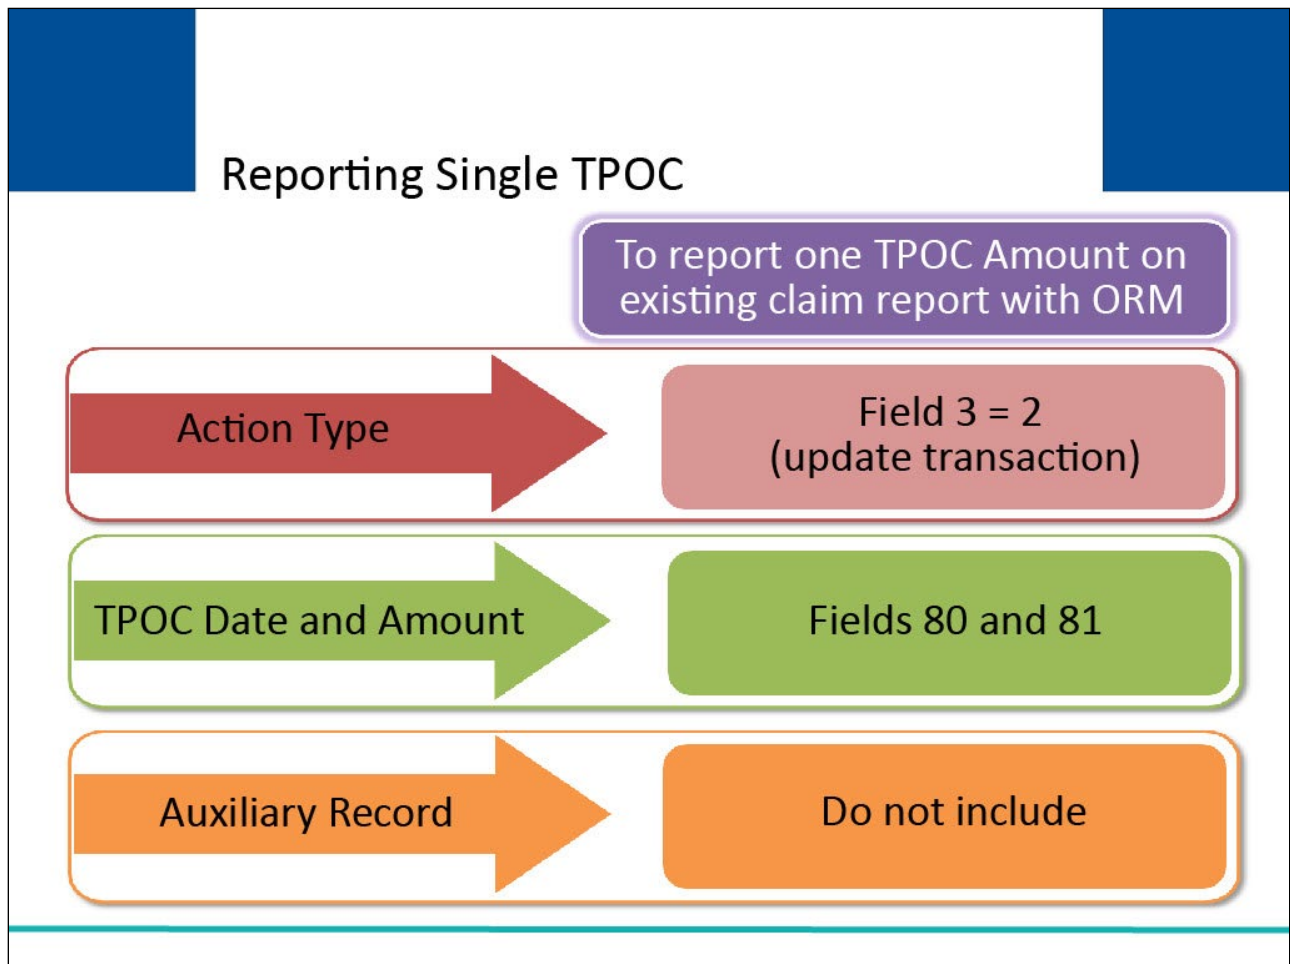 Reporting Single TPOC
To report one TPOC Amount on
existing claim report with ORM
Action Type
Field 3 = 2
(update transaction)
TPOC Date and Amount
Fields 80 and 81
Auxiliary Record
Do not include